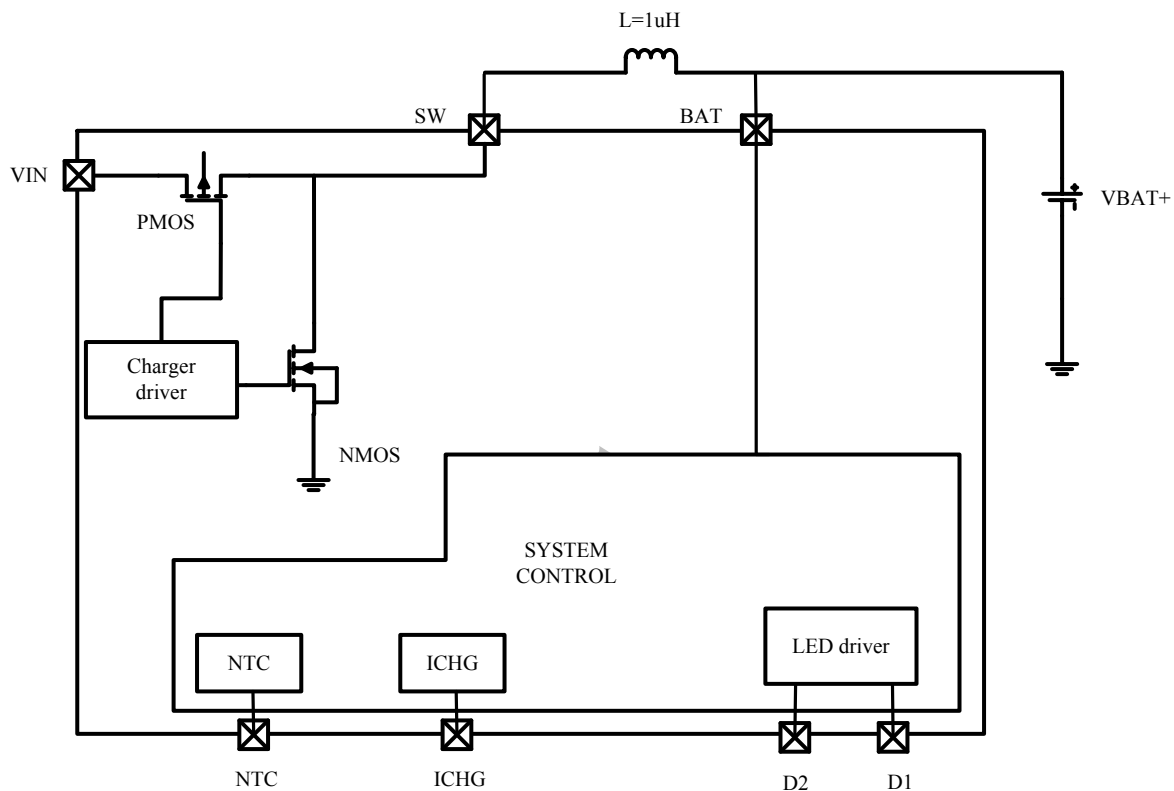 L=1uH
SW
BAT
VIN
PMOS
VBAT+
Charger
driver
NMOS
SYSTEM
CONTROL
NTC
ICHG
LED driver
NTC
ICHG
D2
D1